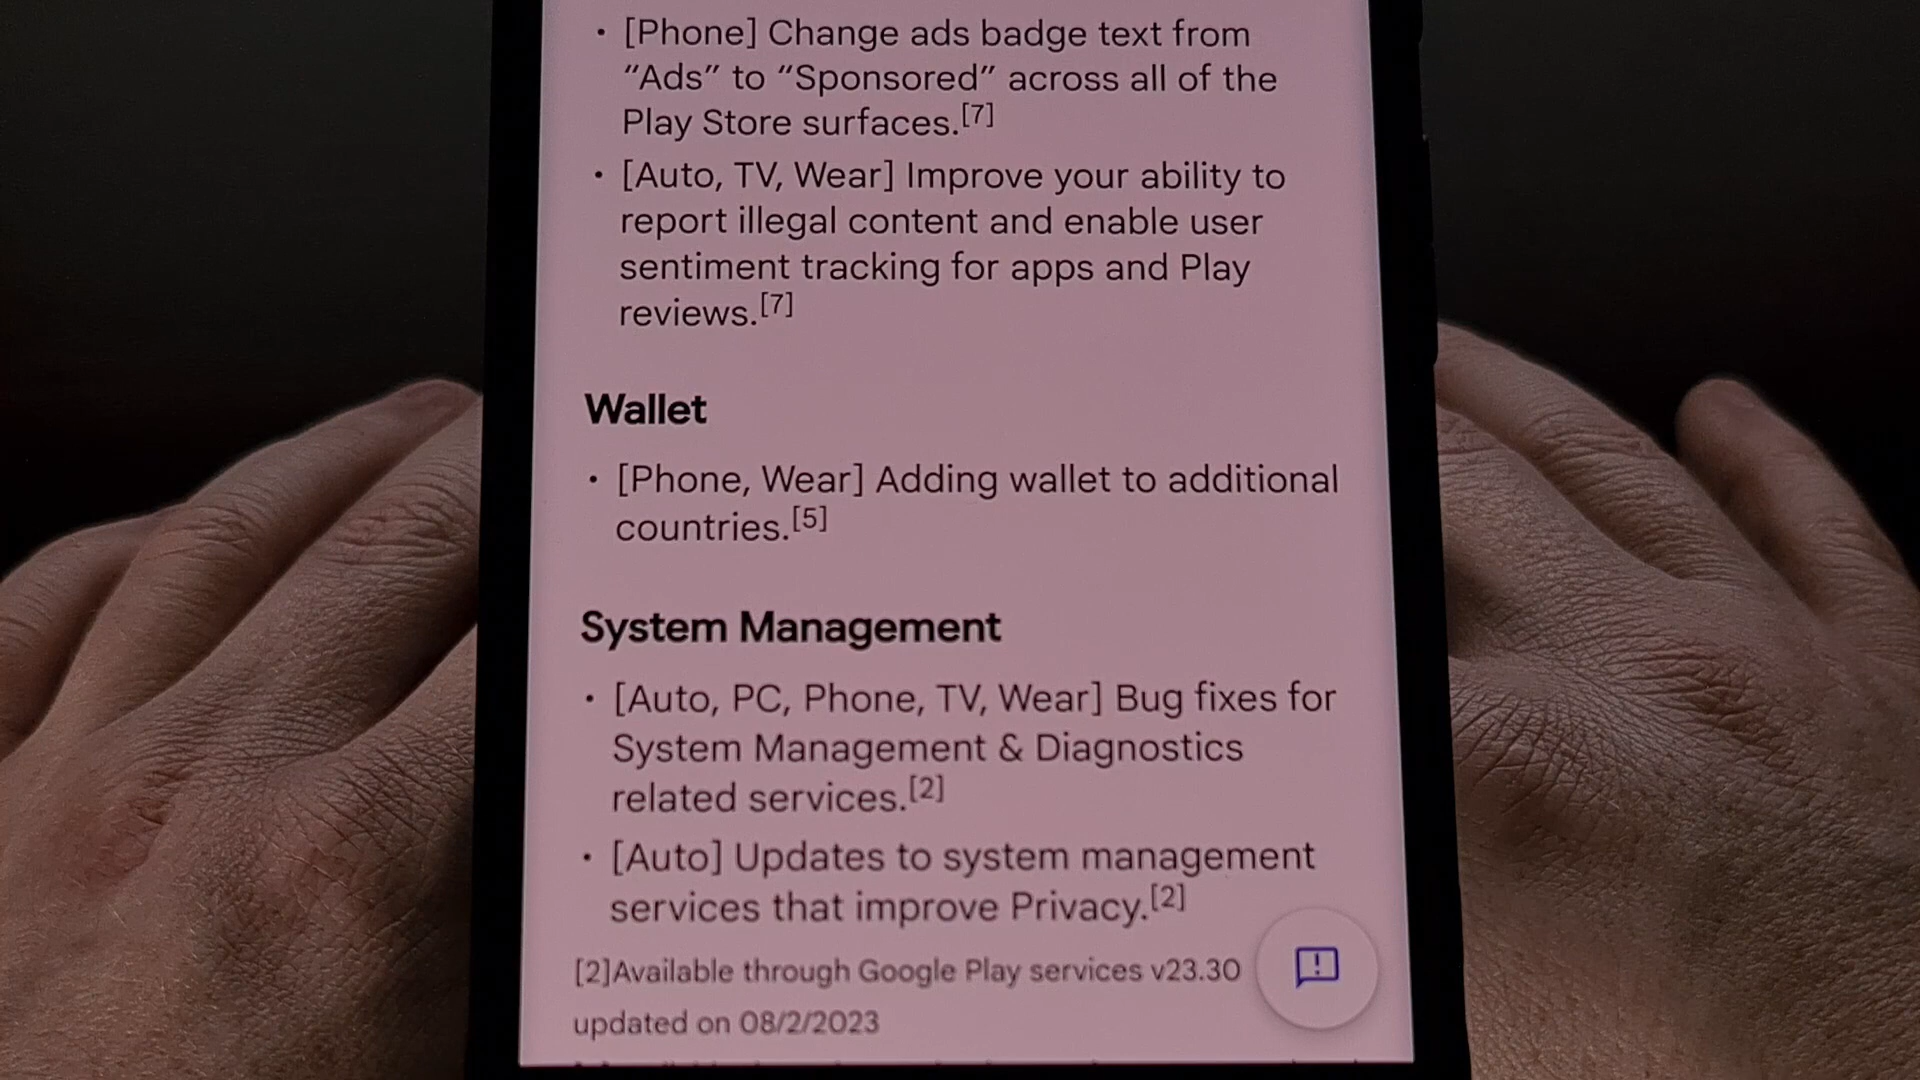 • [Phone] Change ads badge text from
“Ads” to “Sponsored” across all of the
Play Store surfaces.[7]
• [Auto, TV, Wear] Improve your ability to
report illegal content and enable user
sentiment tracking for apps and Play
reviews.[7]
Wallet
• [Phone, Wear] Adding wallet to additional
countries.[5]
System Management
• [Auto, PC, Phone, TV, Wear] Bug fixes for
System Management & Diagnostics
related services.[2]
• [Auto] Updates to system management
services that improve Privacy.[2]
[2]Available through Google Play services v23.30
updated on 08/2/2023